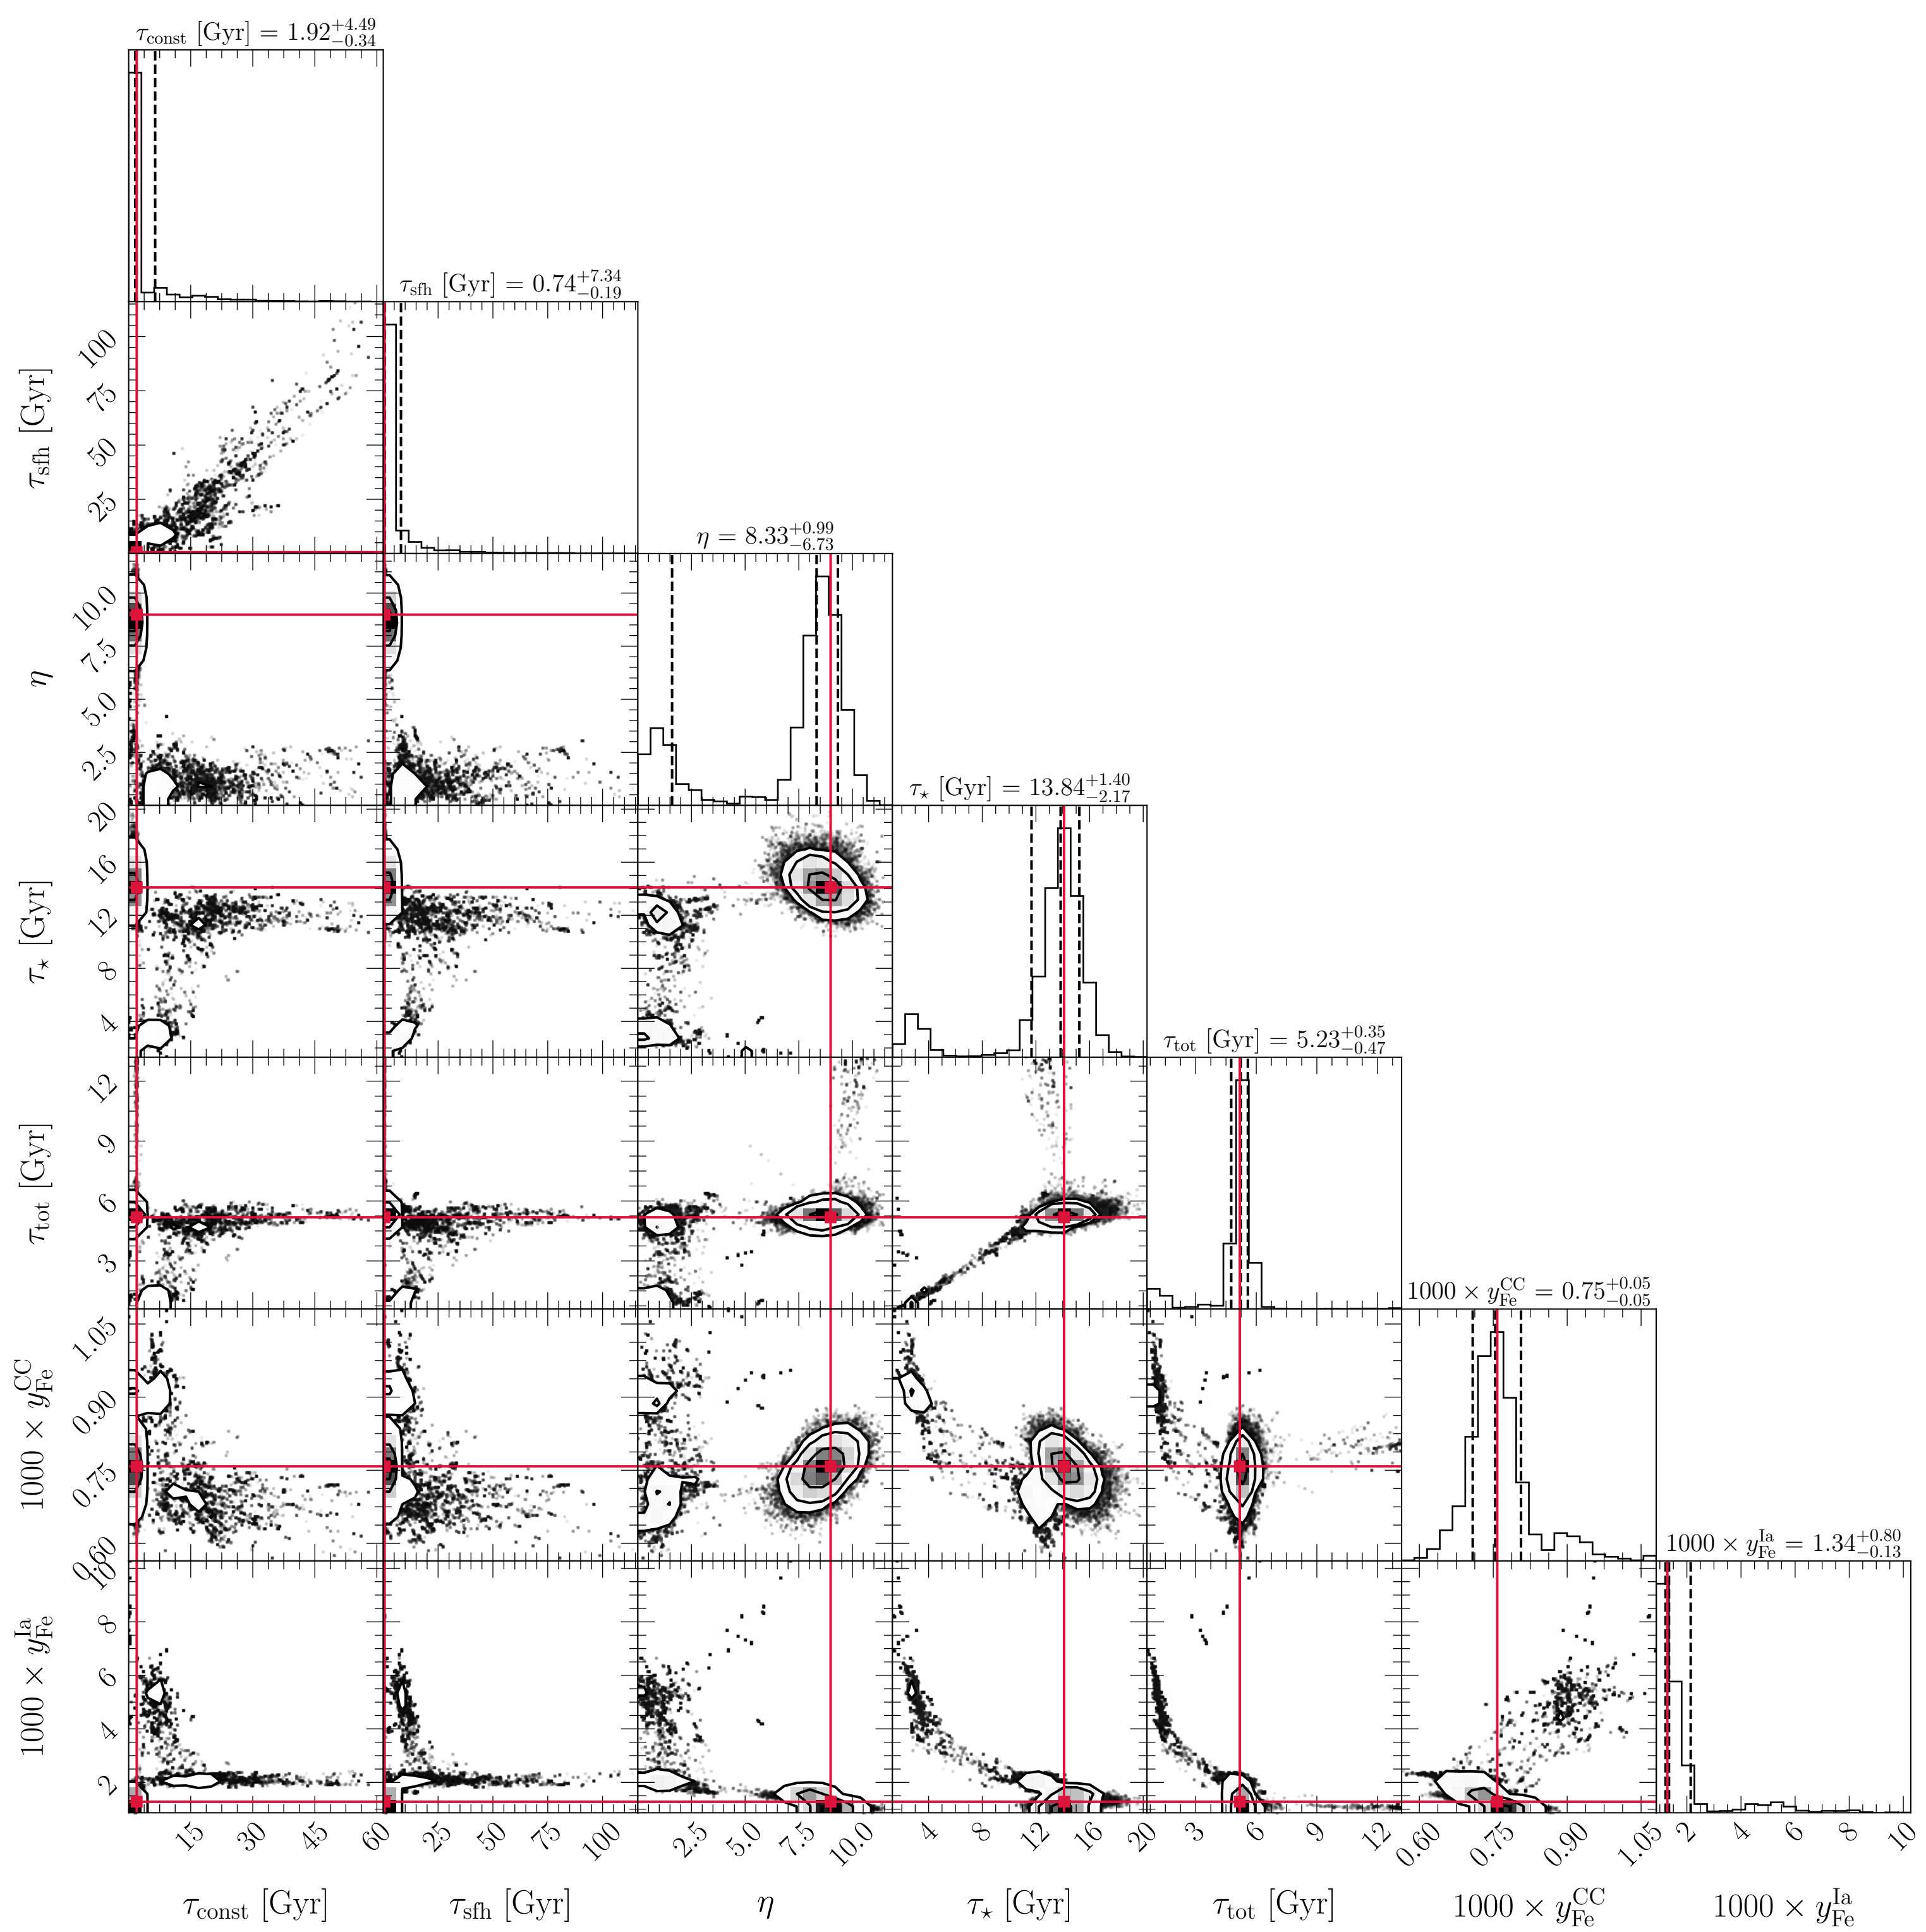 τ_const [Gyr] = 1.92^{+4.49}_{−0.34}
τ_sfh [Gyr] = 0.74^{+7.34}_{−0.19}
100
75
50
25
τ_sfh [Gyr]
η = 8.33^{+0.99}_{−6.73}
10.0
7.5
5.0
2.5
η
τ_⋆ [Gyr] = 13.84^{+1.40}_{−2.17}
20
16
12
8
4
τ_⋆ [Gyr]
τ_tot [Gyr] = 5.23^{+0.35}_{−0.47}
12
9
6
3
τ_tot [Gyr]
1000 × y_Fe^CC = 0.75^{+0.05}_{−0.05}
1.05
0.90
0.75
0.60
1000 × y_Fe^CC
1000 × y_Fe^Ia = 1.34^{+0.80}_{−0.13}
10
8
6
4
2
1000 × y_Fe^Ia
15 30 45 60 25 50 75 100 2.5 5.0 7.5 10.0 4 8 12 16 20 3 6 9 12 0.60 0.75 0.90 1.05 2 4 6 8 10
τ_const [Gyr] τ_sfh [Gyr] η τ_⋆ [Gyr] τ_tot [Gyr] 1000 × y_Fe^CC 1000 × y_Fe^Ia